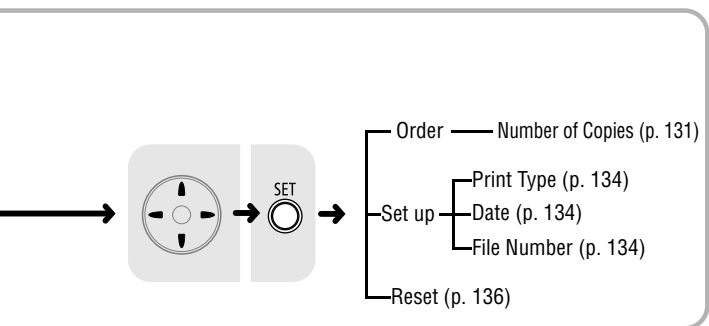 Order
Number of Copies (p. 131)
SET
Print Type (p. 134)
Set up
Date (p. 134)
File Number (p. 134)
Reset (p. 136)